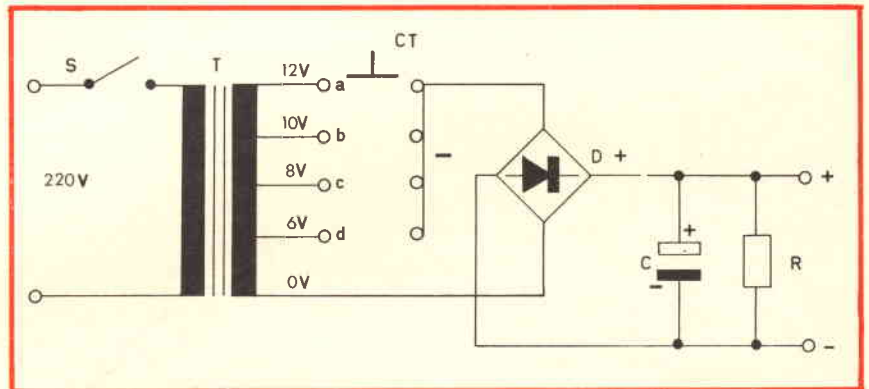 CT
S
T
12V
a
10V
b
220V
8V
c
D +
+
-
6V
d
+
C
-
R
0V
-